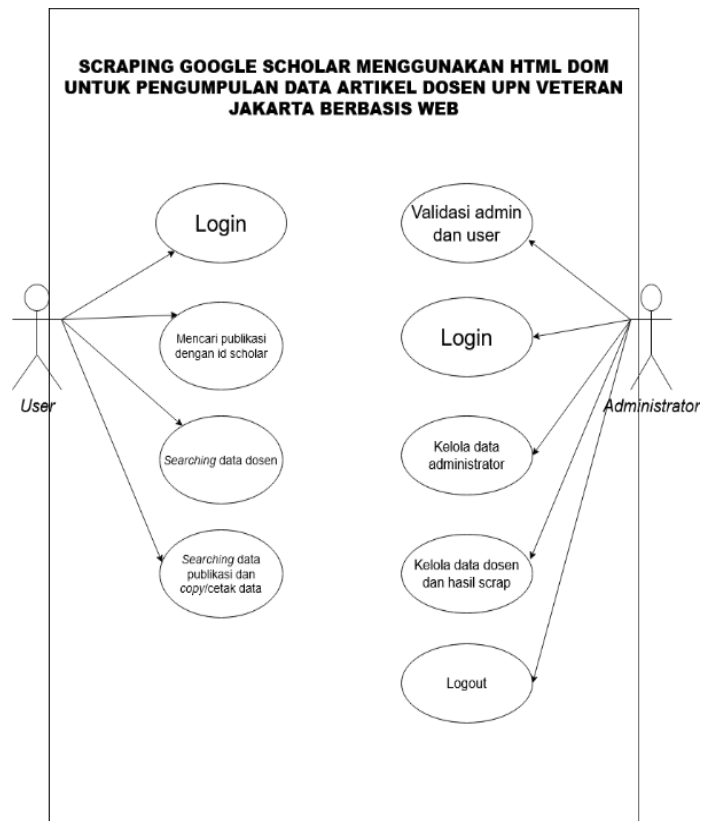 SCRAPING GOOGLE SCHOLAR MENGGUNAKAN HTML DOM
UNTUK PENGUMPULAN DATA ARTIKEL DOSEN UPN VETERAN
JAKARTA BERBASIS WEB
Login
Mencari publikasi
dengan id scholar
User
Searching data dosen
Searching data
publikasi dan
copy/cetak data
Validasi admin
dan user
Login
Administrator
Kelola data
administrator
Kelola data dosen
dan hasil scrap
Logout